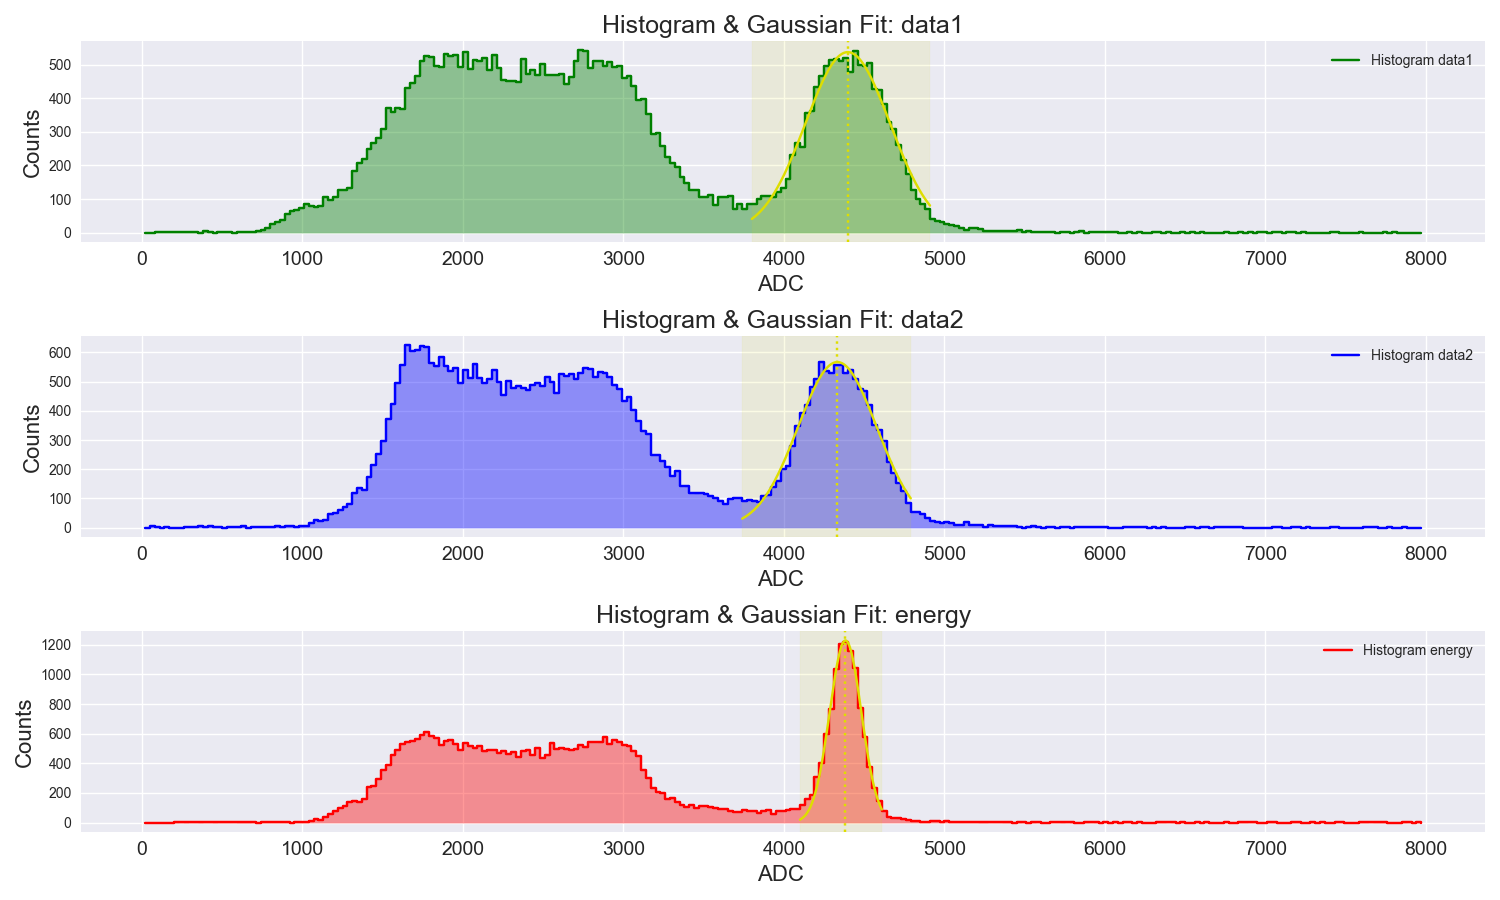 Histogram & Gaussian Fit: data1
Counts
500
400
300
200
100
0
Histogram data1
0 1000 2000 3000 4000 5000 6000 7000 8000
ADC
Histogram & Gaussian Fit: data2
Counts
600
500
400
300
200
100
0
Histogram data2
0 1000 2000 3000 4000 5000 6000 7000 8000
ADC
Histogram & Gaussian Fit: energy
Counts
1200
1000
800
600
400
200
0
Histogram energy
0 1000 2000 3000 4000 5000 6000 7000 8000
ADC